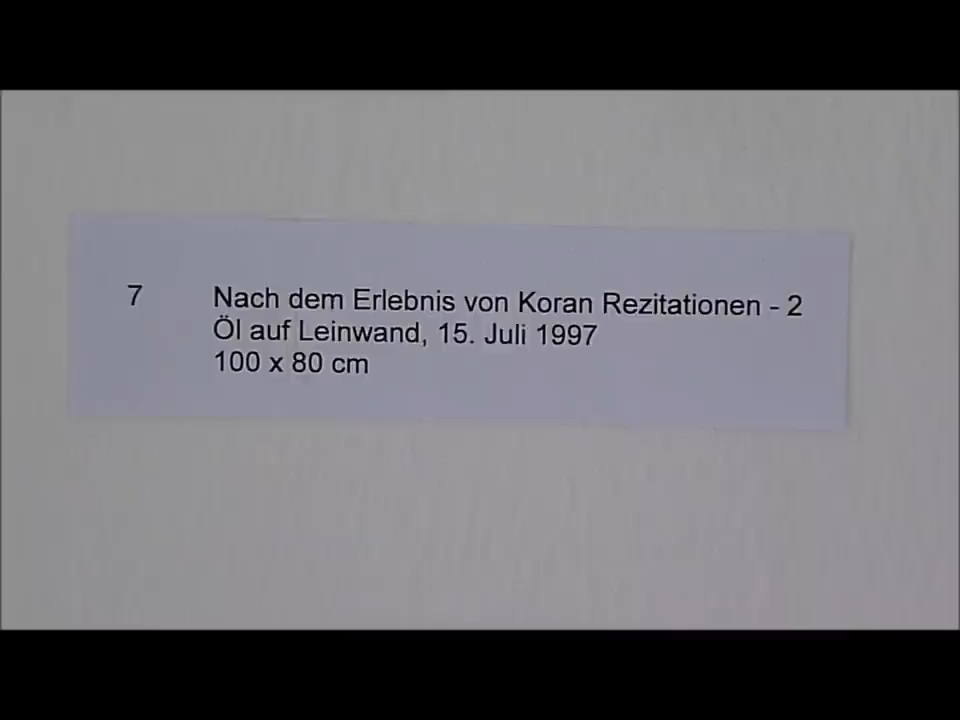 7 Nach dem Erlebnis von Koran Rezitationen - 2
Öl auf Leinwand, 15. Juli 1997
100 x 80 cm